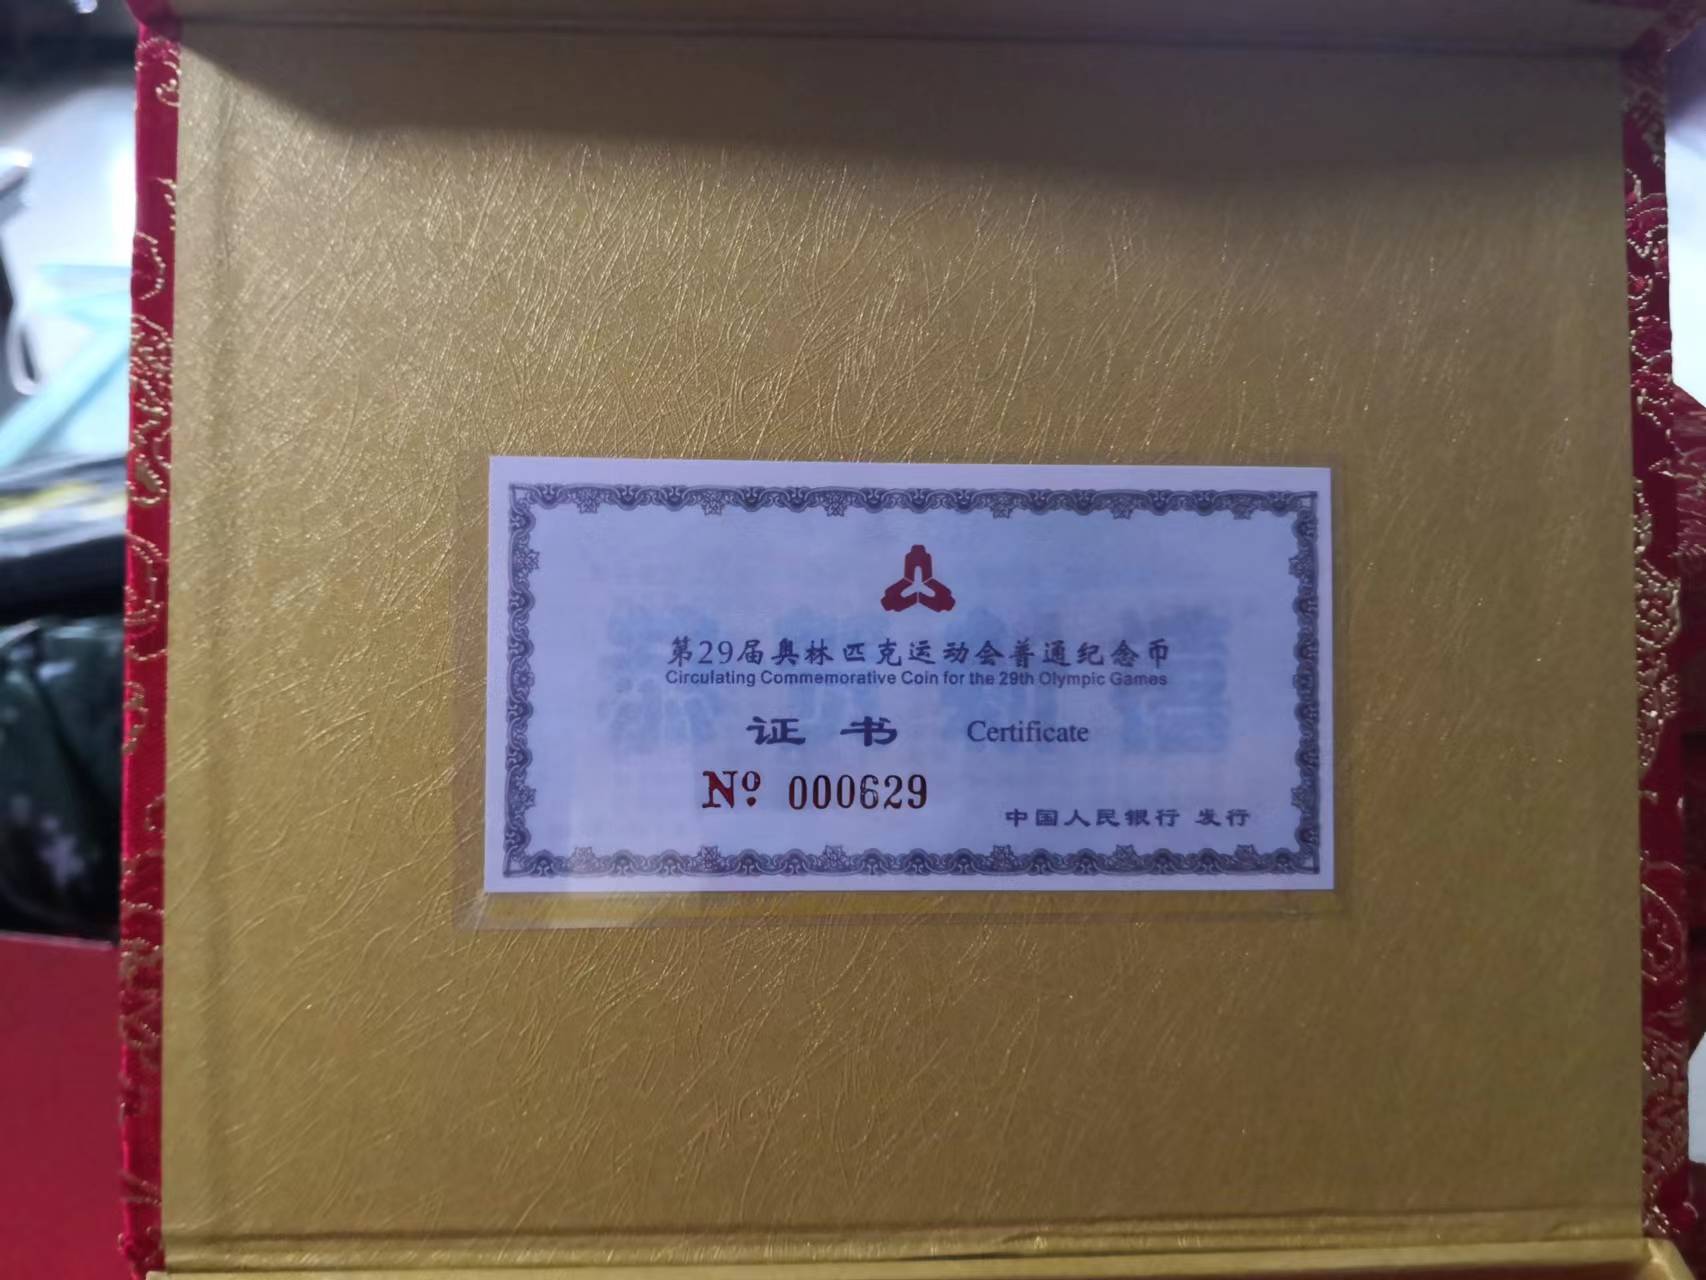 第29届奥林匹克运动会普通纪念币
Circulating Commemorative Coin for the 29th Olympic Games
证书 Certificate
Nº 000629
中国人民银行 发行